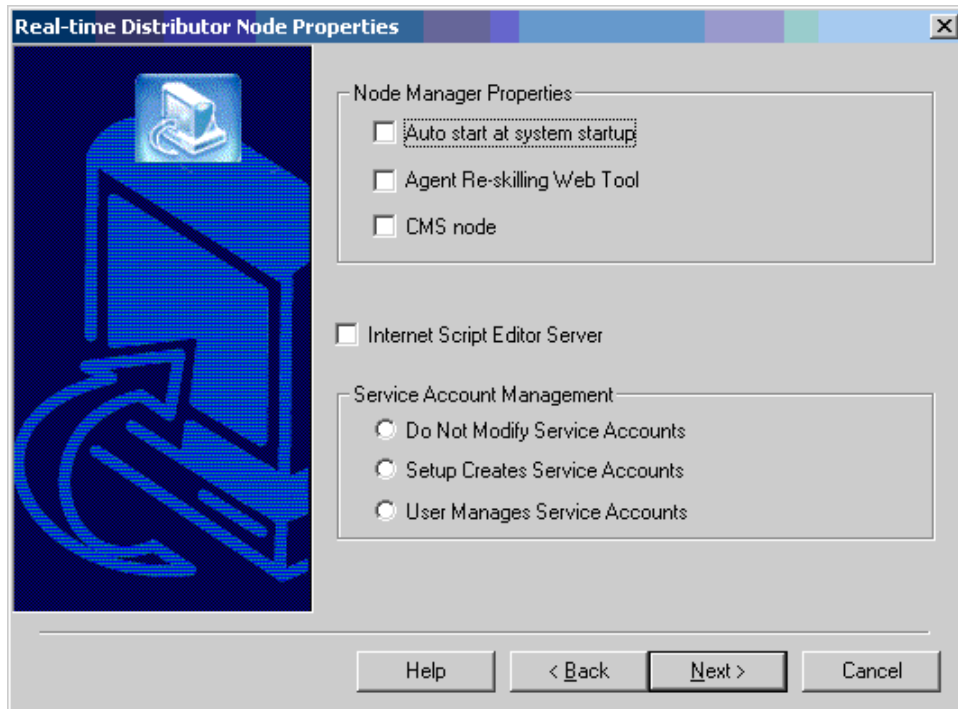 Real-time Distributor Node Properties
Node Manager Properties
Auto start at system startup
Agent Re-skilling Web Tool
CMS node
Internet Script Editor Server
Service Account Management
Do Not Modify Service Accounts
Setup Creates Service Accounts
User Manages Service Accounts
Help < Back Next > Cancel